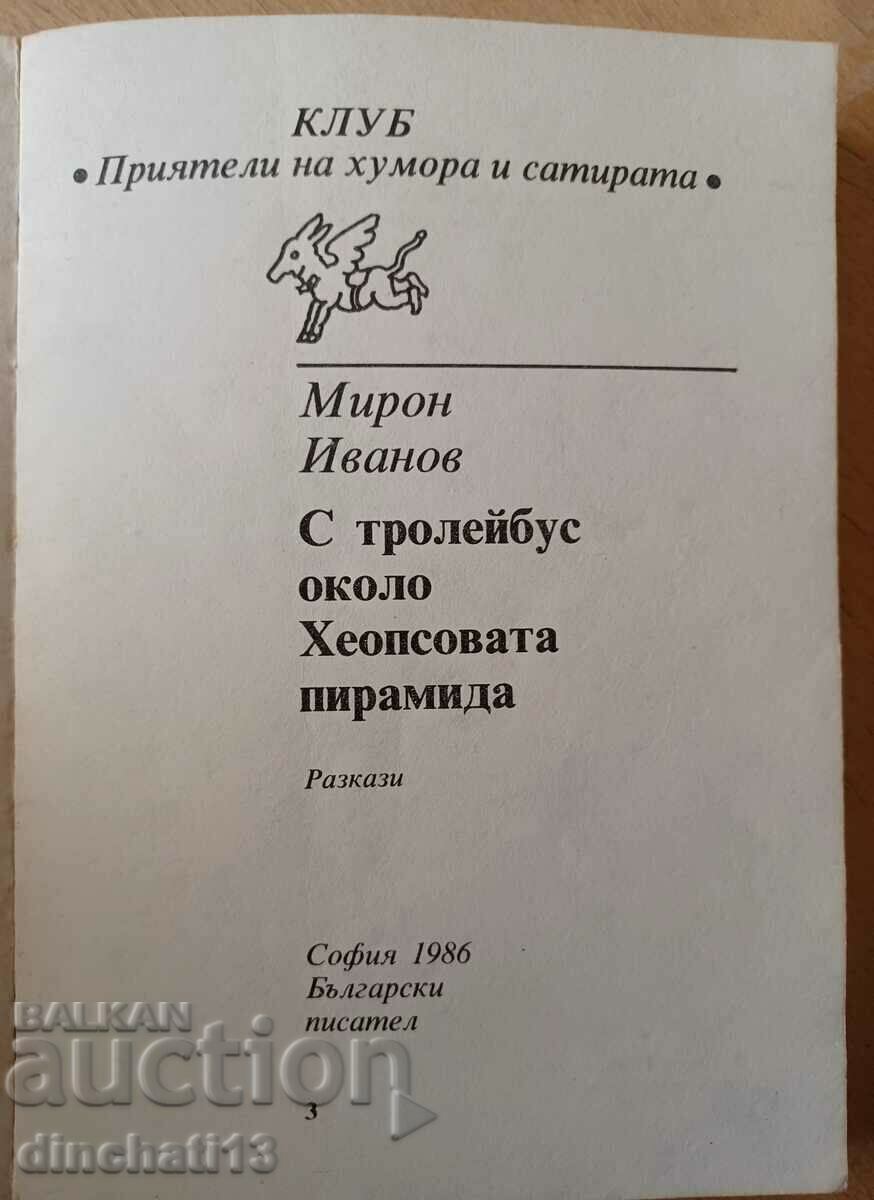 КЛУБ
• Приятели на хумора и сатирата •
Мирон
Иванов
С тролейбус
около
Хеопсовата
пирамида
Разкази
София 1986
Български
писател
3
BALKAN
auction
dinchati13